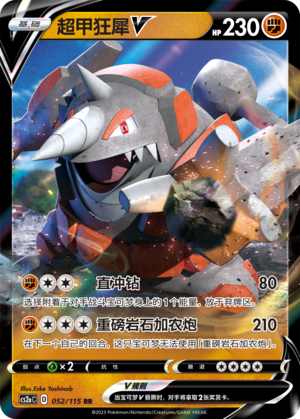 基础 超甲狂犀V HP230
直冲钻 80
选择附着于对手战斗宝可梦身上的1个能量,放于弃牌区。
重磅岩石加农炮 210
在下一个自己的回合,这只宝可梦无法使用「重磅岩石加农炮」。
弱点 ×2 抵抗力 撤退
Illus.Eske Yoshinob
V规则
当宝可梦V昏厥时,对手将拿取2张奖赏卡。
cs3aC D 052/115 RR
©2023 Pokémon/Nintendo/Creatures/GAME FREAK.